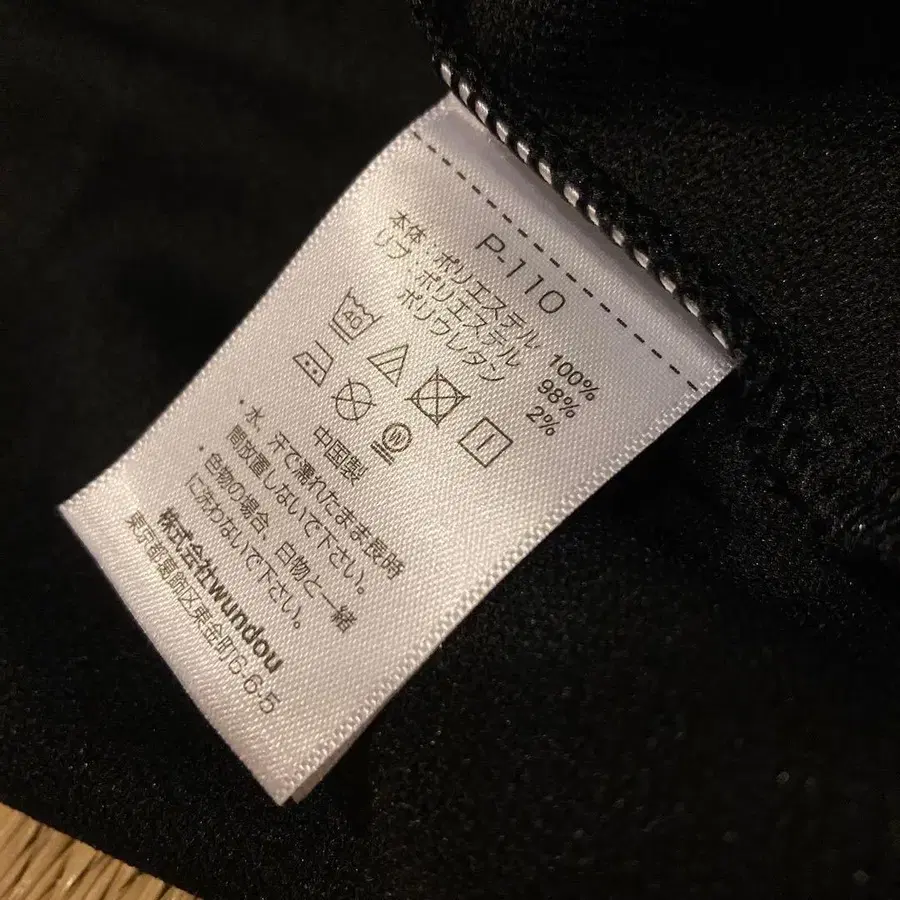 P-110
本体：ポリエステル 100%
リブ：ポリエステル 98%
ポリウレタン 2%
40
W
中国製
・水、汗で濡れたまま長時
間放置しないで下さい。
・色物の場合、白物と一緒
に洗わないで下さい。
株式会社wundou
東京都葛飾区東金町6-6-5